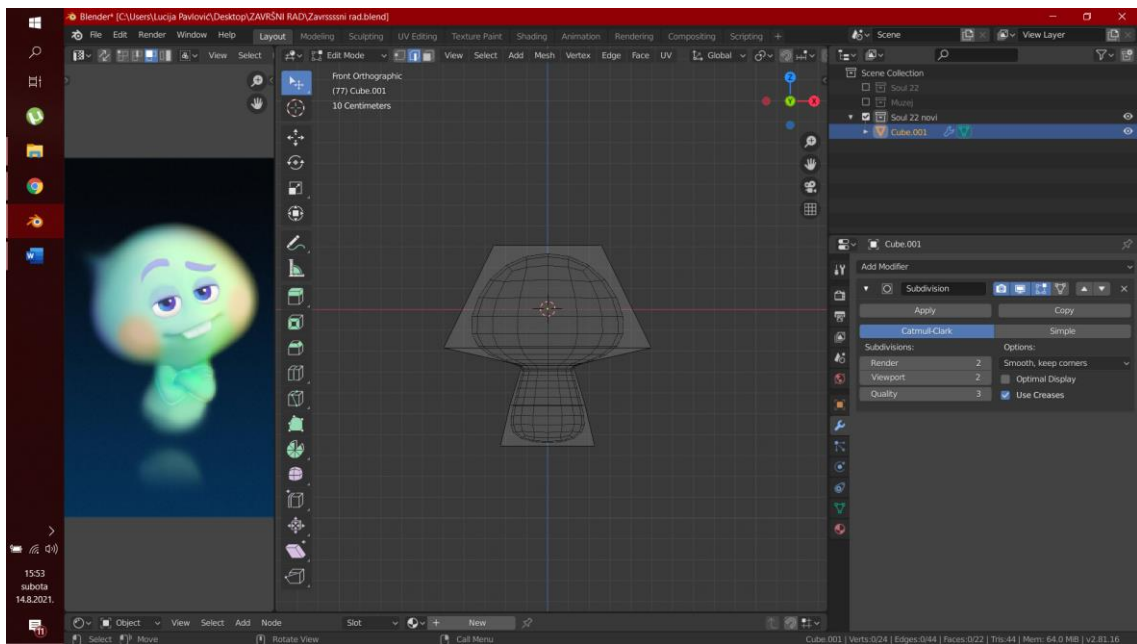 Blender* [C:\Users\Lucija Pavlović\Desktop\ZAVRŠNI RAD\Zavrssssni rad.blend]
File Edit Render Window Help Layout Modeling Sculpting UV Editing Texture Paint Shading Animation Rendering Compositing Scripting + Scene View Layer
View Select Edit Mode View Select Add Mesh Vertex Edge Face UV Global
Front Orthographic
(77) Cube.001
10 Centimeters
Z
Y
X
Scene Collection
Soul 22
Muzej
Soul 22 novi
Cube.001
Cube.001
Add Modifier
Subdivision
Apply Copy
Catmull-Clark Simple
Subdivisions: Options:
Render 2 Smooth, keep corners
Viewport 2 Optimal Display
Quality 3 Use Creases
15:53
subota
14.8.2021.
11
Object View Select Add Node Slot New
Select Move Rotate View Call Menu Cube.001 | Verts:0/24 | Edges:0/44 | Faces:0/22 | Tris:44 | Mem: 64.0 MiB | v2.81.16